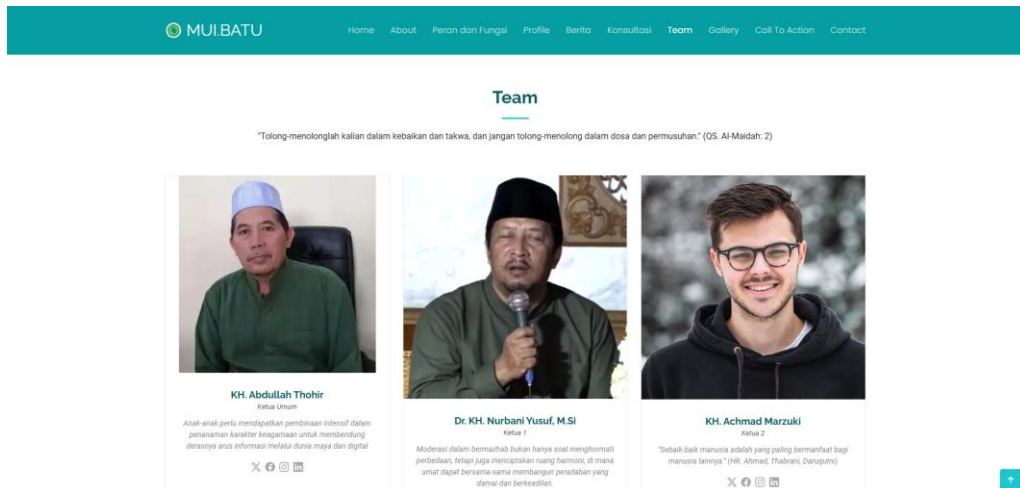 MUI.BATU
Home About Peran dan Fungsi Profile Berita Konsultasi Team Gallery Call To Action Contact
Team
"Tolong-menolonglah kalian dalam kebaikan dan takwa, dan jangan tolong-menolong dalam dosa dan permusuhan." (QS. Al-Maidah: 2)
KH. Abdullah Thohir
Ketua Umum
Anak-anak perlu mendapatkan pembinaan intensif dalam
penanaman karakter keagamaan untuk membendung
derasnya arus informasi melalui dunia maya dan digital
Dr. KH. Nurbani Yusuf, M.Si
Ketua 1
Moderasi dalam bermazhab bukan hanya soal menghormati
perbedaan, tetapi juga menciptakan ruang harmoni, di mana
umat dapat bersama-sama membangun peradaban yang
damai dan berkeadilan.
KH. Achmad Marzuki
Ketua 2
"Sebaik-baik manusia adalah yang paling bermanfaat bagi
manusia lainnya." (HR. Ahmad, Thabrani, Daruqutni)